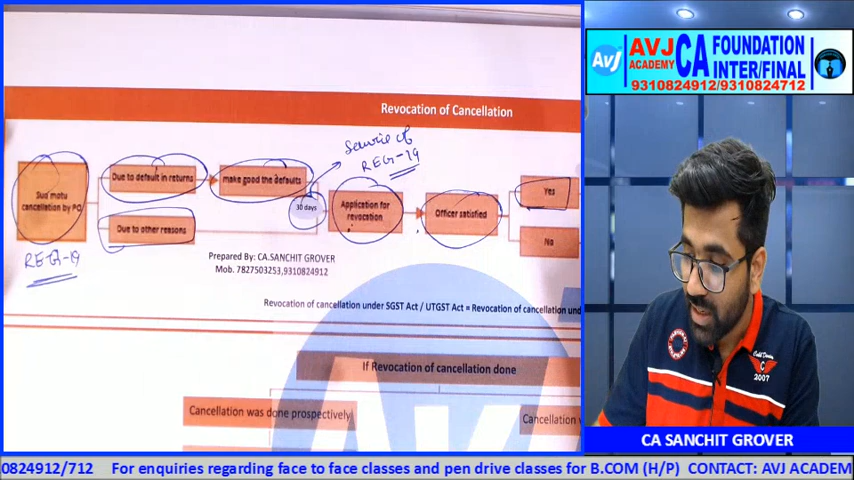 Revocation of Cancellation
Service of
REG-19
Suo motu
cancellation by PO
Due to default in returns
make good the defaults
30 days
Application for
revocation
Officer satisfied
Yes
Due to other reasons
No
REG-19
Prepared By: CA.SANCHIT GROVER
Mob. 7827503253,9310824912
Revocation of cancellation under SGST Act / UTGST Act = Revocation of cancellation und
If Revocation of cancellation done
Cancellation was done prospectively
Cancellation
AVJ
AVJ
ACADEMY
CA
FOUNDATION
INTER/FINAL
9310824912/9310824712
2007
CA SANCHIT GROVER
0824912/712 For enquiries regarding face to face classes and pen drive classes for B.COM (H/P) CONTACT: AVJ ACADEM